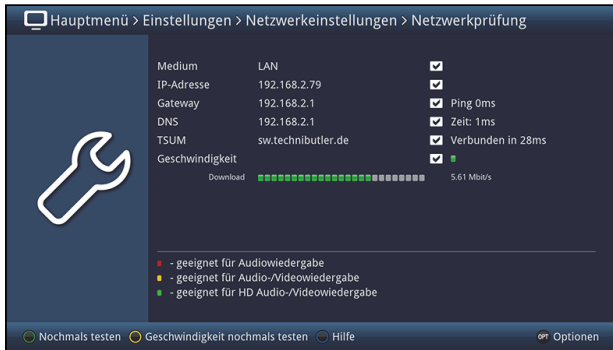 Hauptmenü > Einstellungen > Netzwerkeinstellungen > Netzwerkprüfung
Medium LAN
IP-Adresse 192.168.2.79
Gateway 192.168.2.1 Ping 0ms
DNS 192.168.2.1 Zeit: 1ms
TSUM sw.technibutler.de Verbunden in 28ms
Geschwindigkeit
Download 5.61 Mbit/s
- geeignet für Audiowiedergabe
- geeignet für Audio-/Videowiedergabe
- geeignet für HD Audio-/Videowiedergabe
Nochmals testen Geschwindigkeit nochmals testen Hilfe OPT Optionen